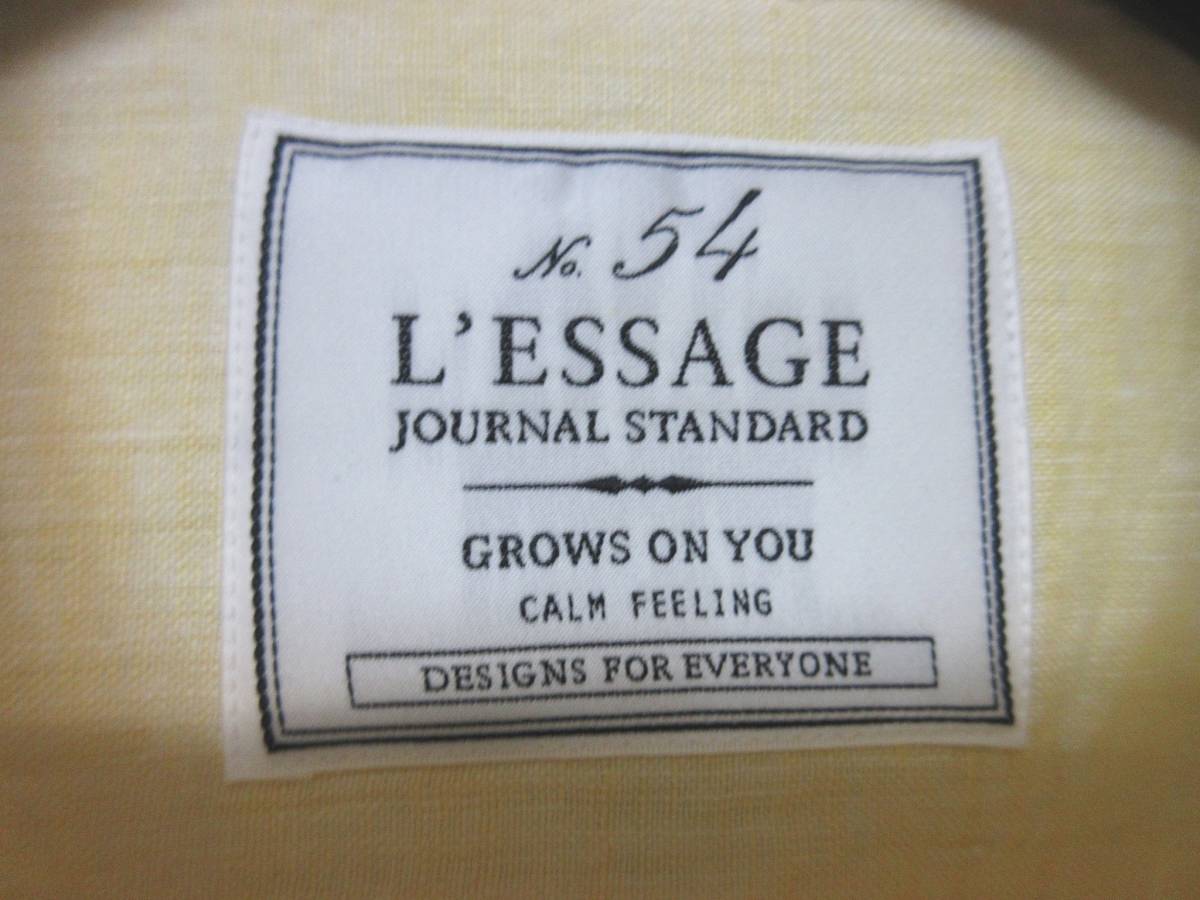 No. 54
L'ESSAGE
JOURNAL STANDARD
GROWS ON YOU
CALM FEELING
DESIGNS FOR EVERYONE